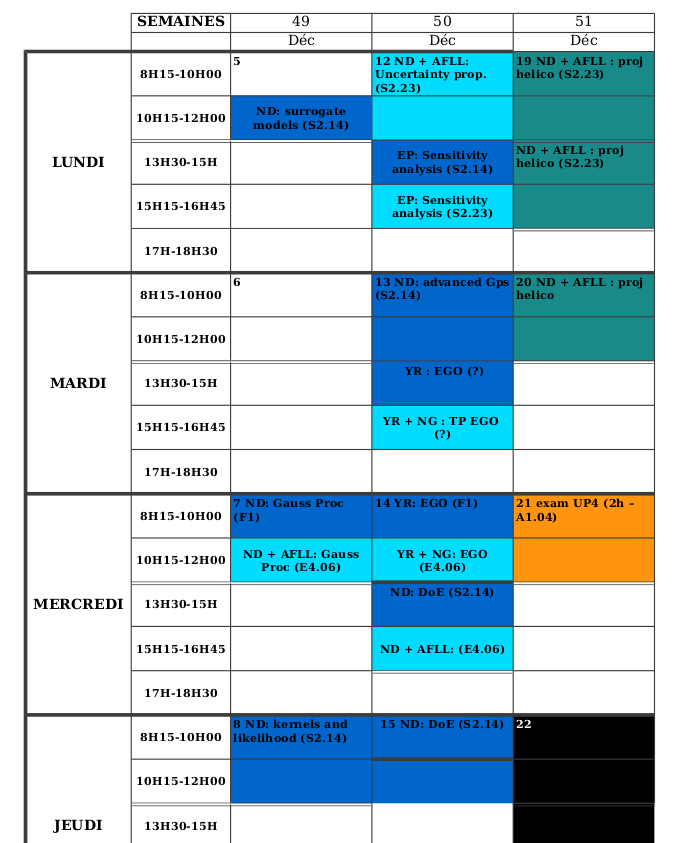 SEMAINES 49 50 51
Déc Déc Déc
LUNDI
8H15-10H00
5
12 ND + AFLL:
Uncertainty prop.
(S2.23)
19 ND + AFLL : proj
helico (S2.23)
10H15-12H00
ND: surrogate
models (S2.14)
13H30-15H
EP: Sensitivity
analysis (S2.14)
ND + AFLL : proj
helico (S2.23)
15H15-16H45
EP: Sensitivity
analysis (S2.23)
17H-18H30
MARDI
8H15-10H00
6
13 ND: advanced Gps
(S2.14)
20 ND + AFLL : proj
helico
10H15-12H00
13H30-15H
YR : EGO (?)
15H15-16H45
YR + NG : TP EGO
(?)
17H-18H30
MERCREDI
8H15-10H00
7 ND: Gauss Proc
(F1)
14 YR: EGO (F1)
21 exam UP4 (2h –
A1.04)
10H15-12H00
ND + AFLL: Gauss
Proc (E4.06)
YR + NG: EGO
(E4.06)
13H30-15H
ND: DoE (S2.14)
15H15-16H45
ND + AFLL: (E4.06)
17H-18H30
JEUDI
8H15-10H00
8 ND: kernels and
likelihood (S2.14)
15 ND: DoE (S2.14)
22
10H15-12H00
13H30-15H